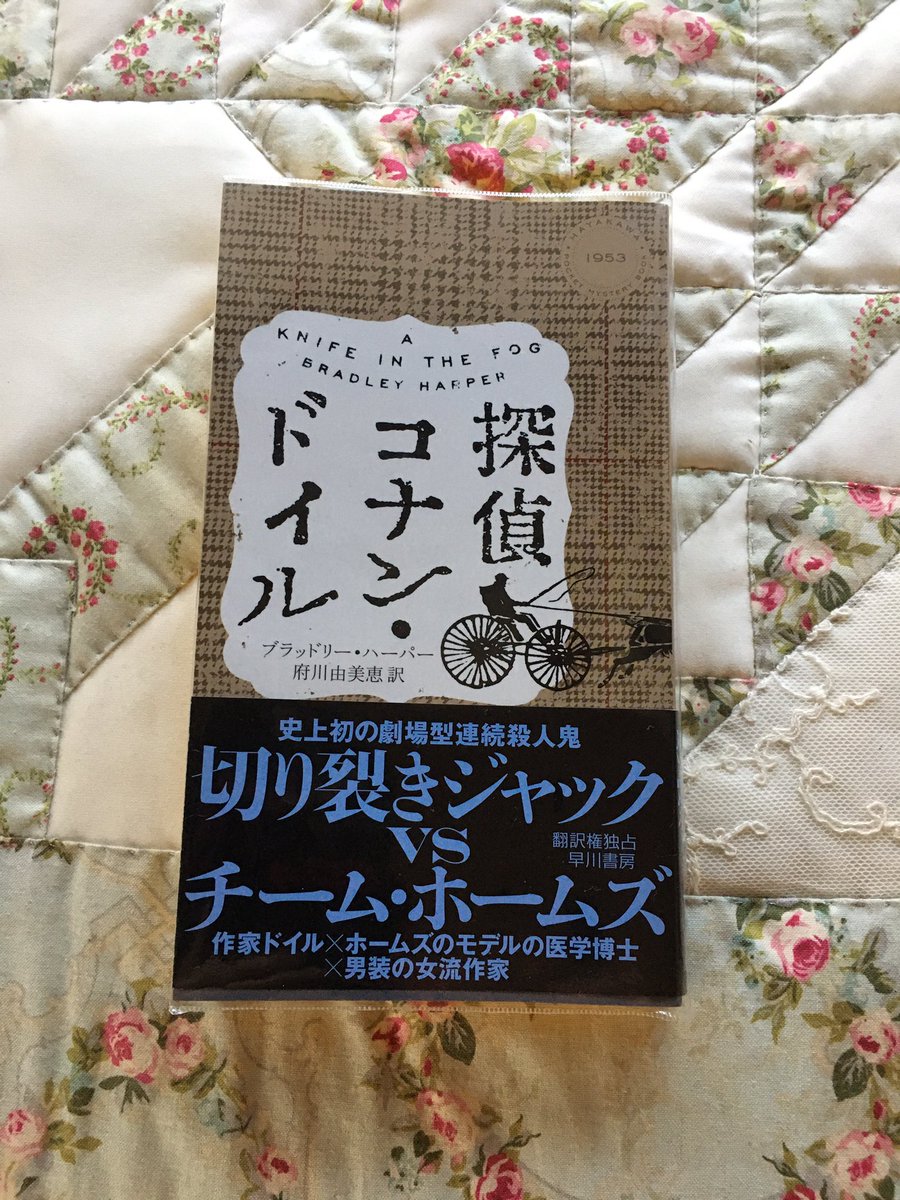 1953
A
KNIFE IN THE FOG
BRADLEY HARPER
探偵
コナン・
ドイル
ブラッドリー・ハーパー
府川由美恵 訳
史上初の劇場型連続殺人鬼
切り裂きジャック
vs
翻訳権独占
早川書房
チーム・ホームズ
作家ドイル×ホームズのモデルの医学博士
×男装の女流作家